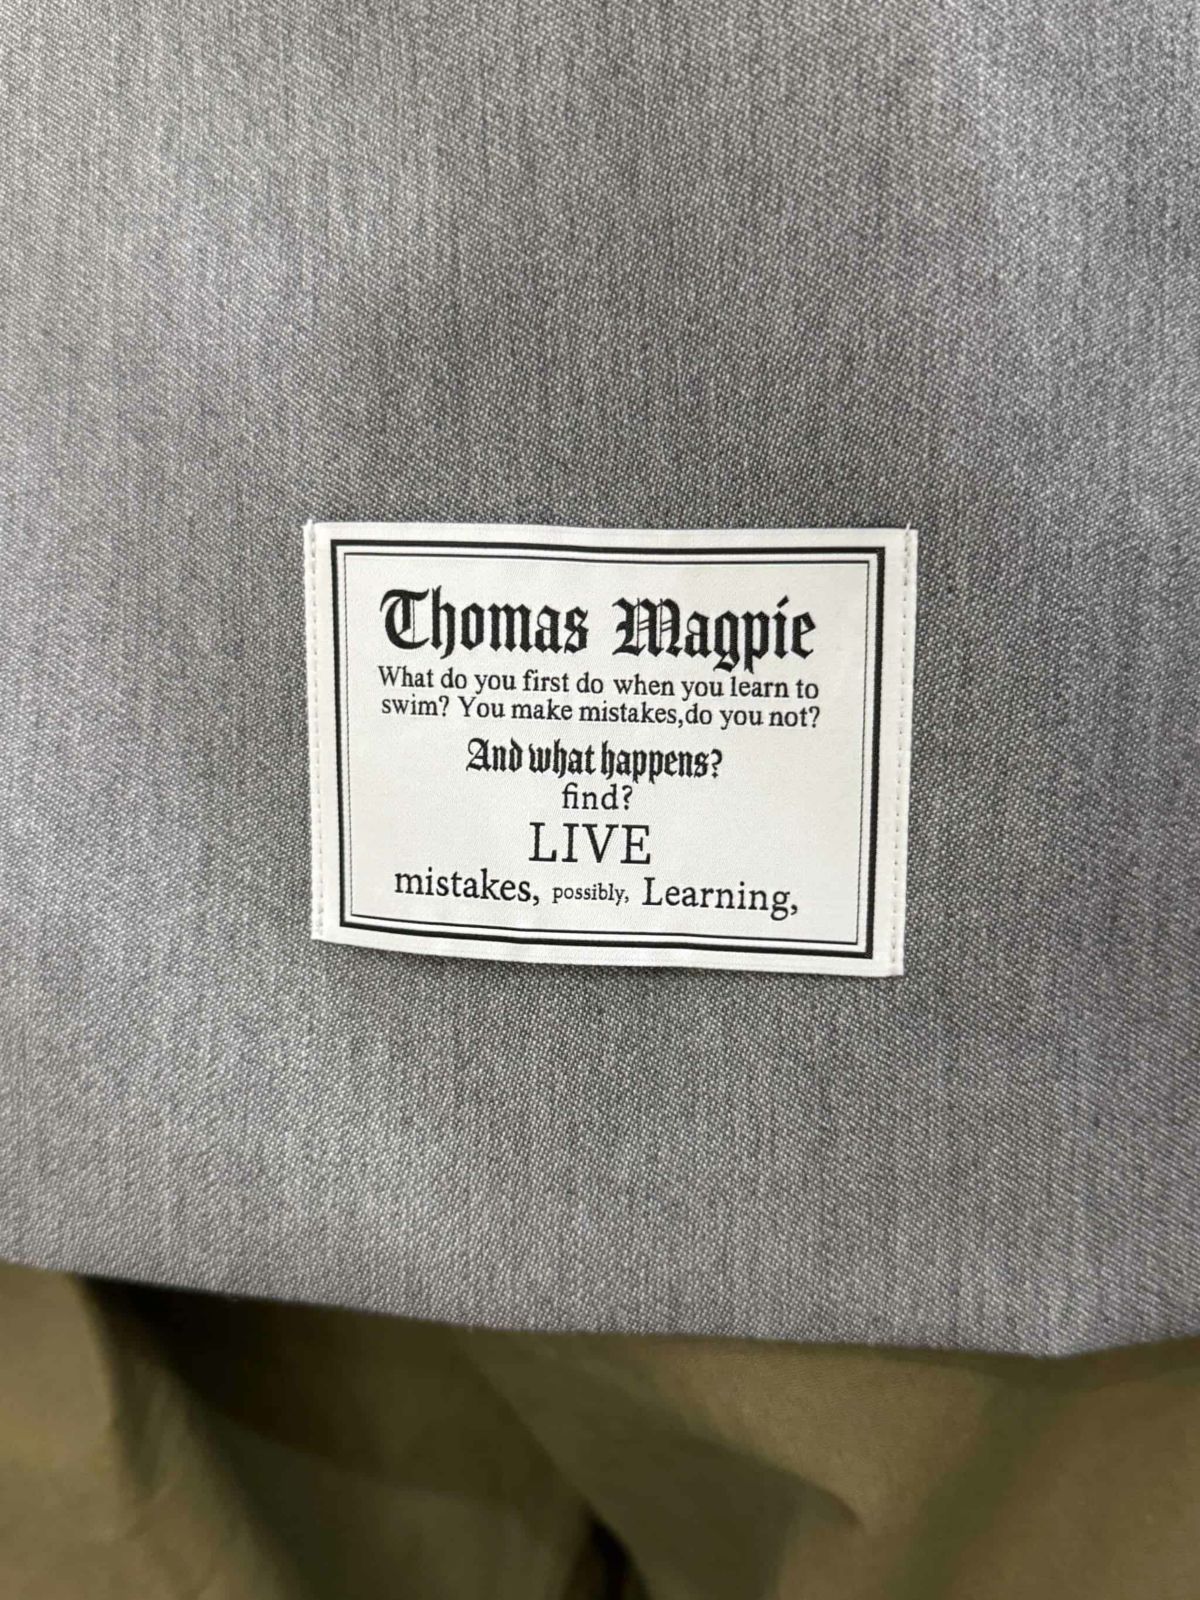 Thomas Magpie
What do you first do when you learn to
swim? You make mistakes,do you not?
And what happens?
find?
LIVE
mistakes, possibly, Learning,